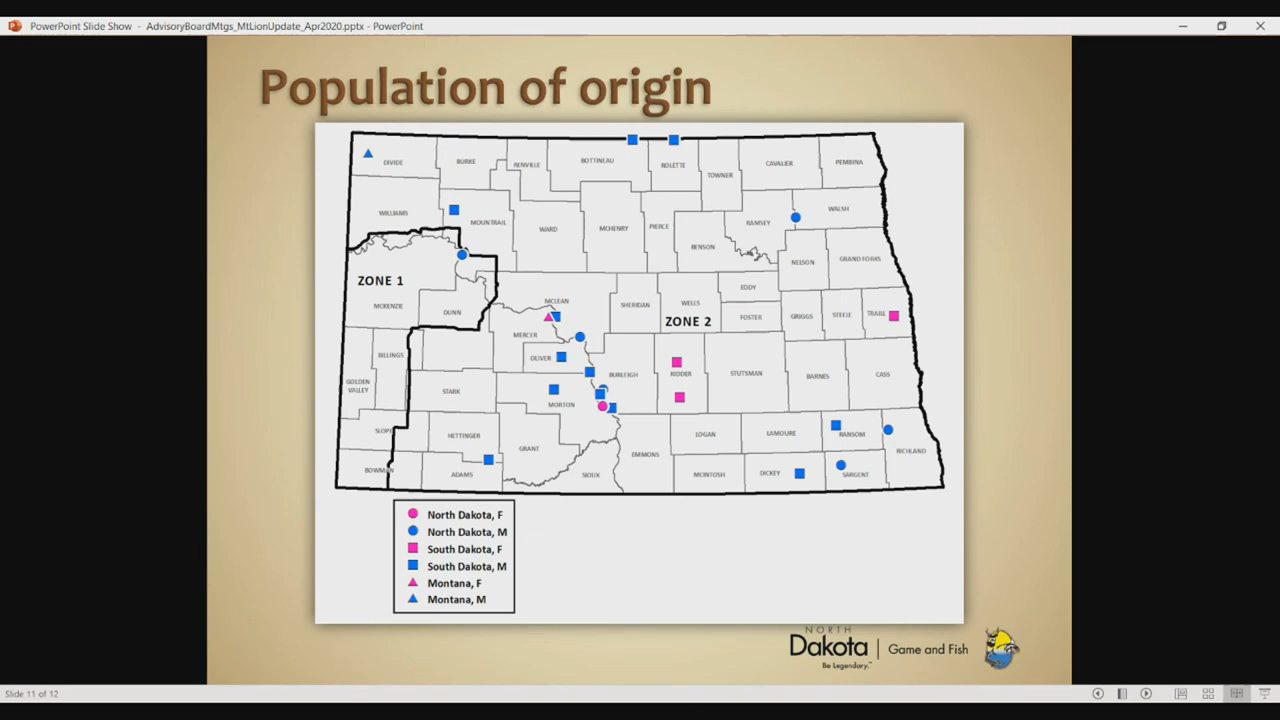 PowerPoint Slide Show - AdvisoryBoardMtgs_MtLionUpdate_Apr2020.pptx - PowerPoint
Population of origin
DIVIDE
BURKE
RENVILLE
BOTTINEAU
ROLETTE
TOWNER
CAVALIER
PEMBINA
WILLIAMS
MOUNTRAIL
WARD
MCHENRY
PIERCE
BENSON
RAMSEY
WALSH
NELSON
GRAND FORKS
ZONE 1
MCKENZIE
DUNN
MCLEAN
SHERIDAN
WELLS
ZONE 2
EDDY
FOSTER
GRIGGS
STEELE
TRAILL
MERCER
OLIVER
BILLINGS
GOLDEN
VALLEY
STARK
MORTON
BURLEIGH
KIDDER
STUTSMAN
BARNES
CASS
SLOPE
HETTINGER
GRANT
BOWMAN
ADAMS
SIOUX
EMMONS
LOGAN
LAMOURE
RANSOM
RICHLAND
MCINTOSH
DICKEY
SARGENT
North Dakota, F
North Dakota, M
South Dakota, F
South Dakota, M
Montana, F
Montana, M
NORTH
Dakota
Be Legendary.™
Game and Fish
Slide 11 of 12